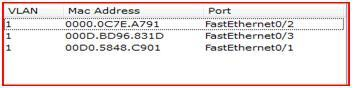 VLAN Mac Address Port
1 0000.0C7E.A791 FastEthernet0/2
1 000D.BD96.831D FastEthernet0/3
1 00D0.5848.C901 FastEthernet0/1